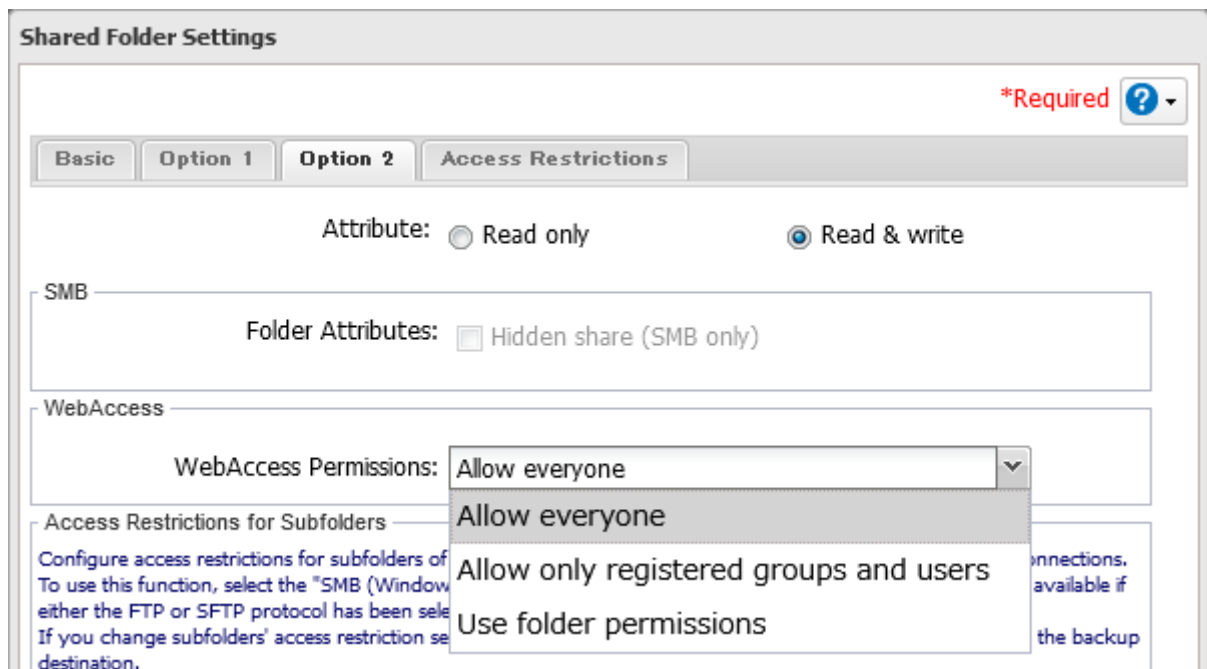 Shared Folder Settings
*Required
Basic Option 1 Option 2 Access Restrictions
Attribute: Read only Read & write
SMB
Folder Attributes: Hidden share (SMB only)
WebAccess
WebAccess Permissions: Allow everyone
Allow everyone
Allow only registered groups and users
Use folder permissions
Access Restrictions for Subfolders
Configure access restrictions for subfolders of onnections.
To use this function, select the "SMB (Window available if
either the FTP or SFTP protocol has been sele
If you change subfolders' access restriction se the backup
destination.